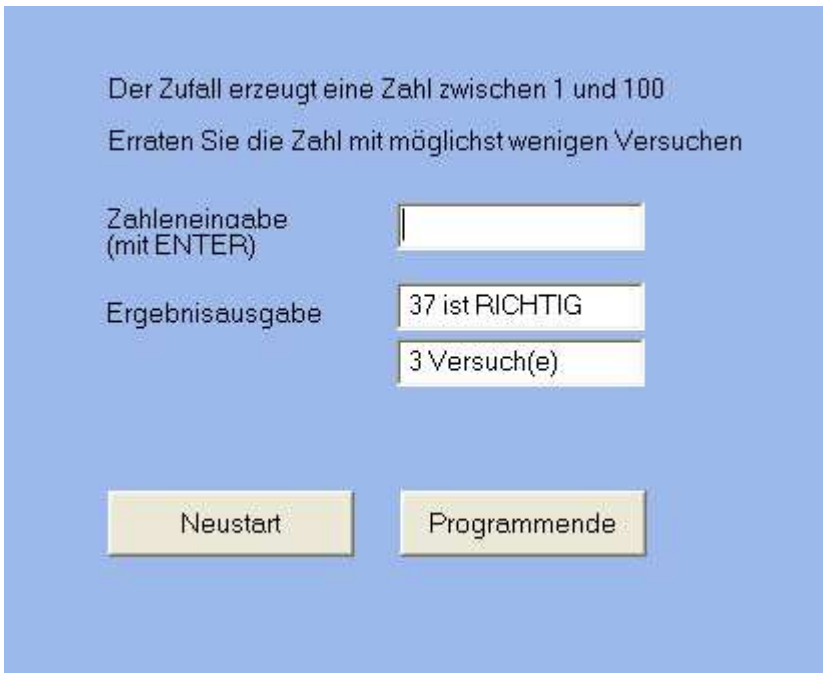 Der Zufall erzeugt eine Zahl zwischen 1 und 100
Erraten Sie die Zahl mit möglichst wenigen Versuchen
Zahleneingabe
(mit ENTER)
Ergebnisausgabe
37 ist RICHTIG
3 Versuch(e)
Neustart
Programmende